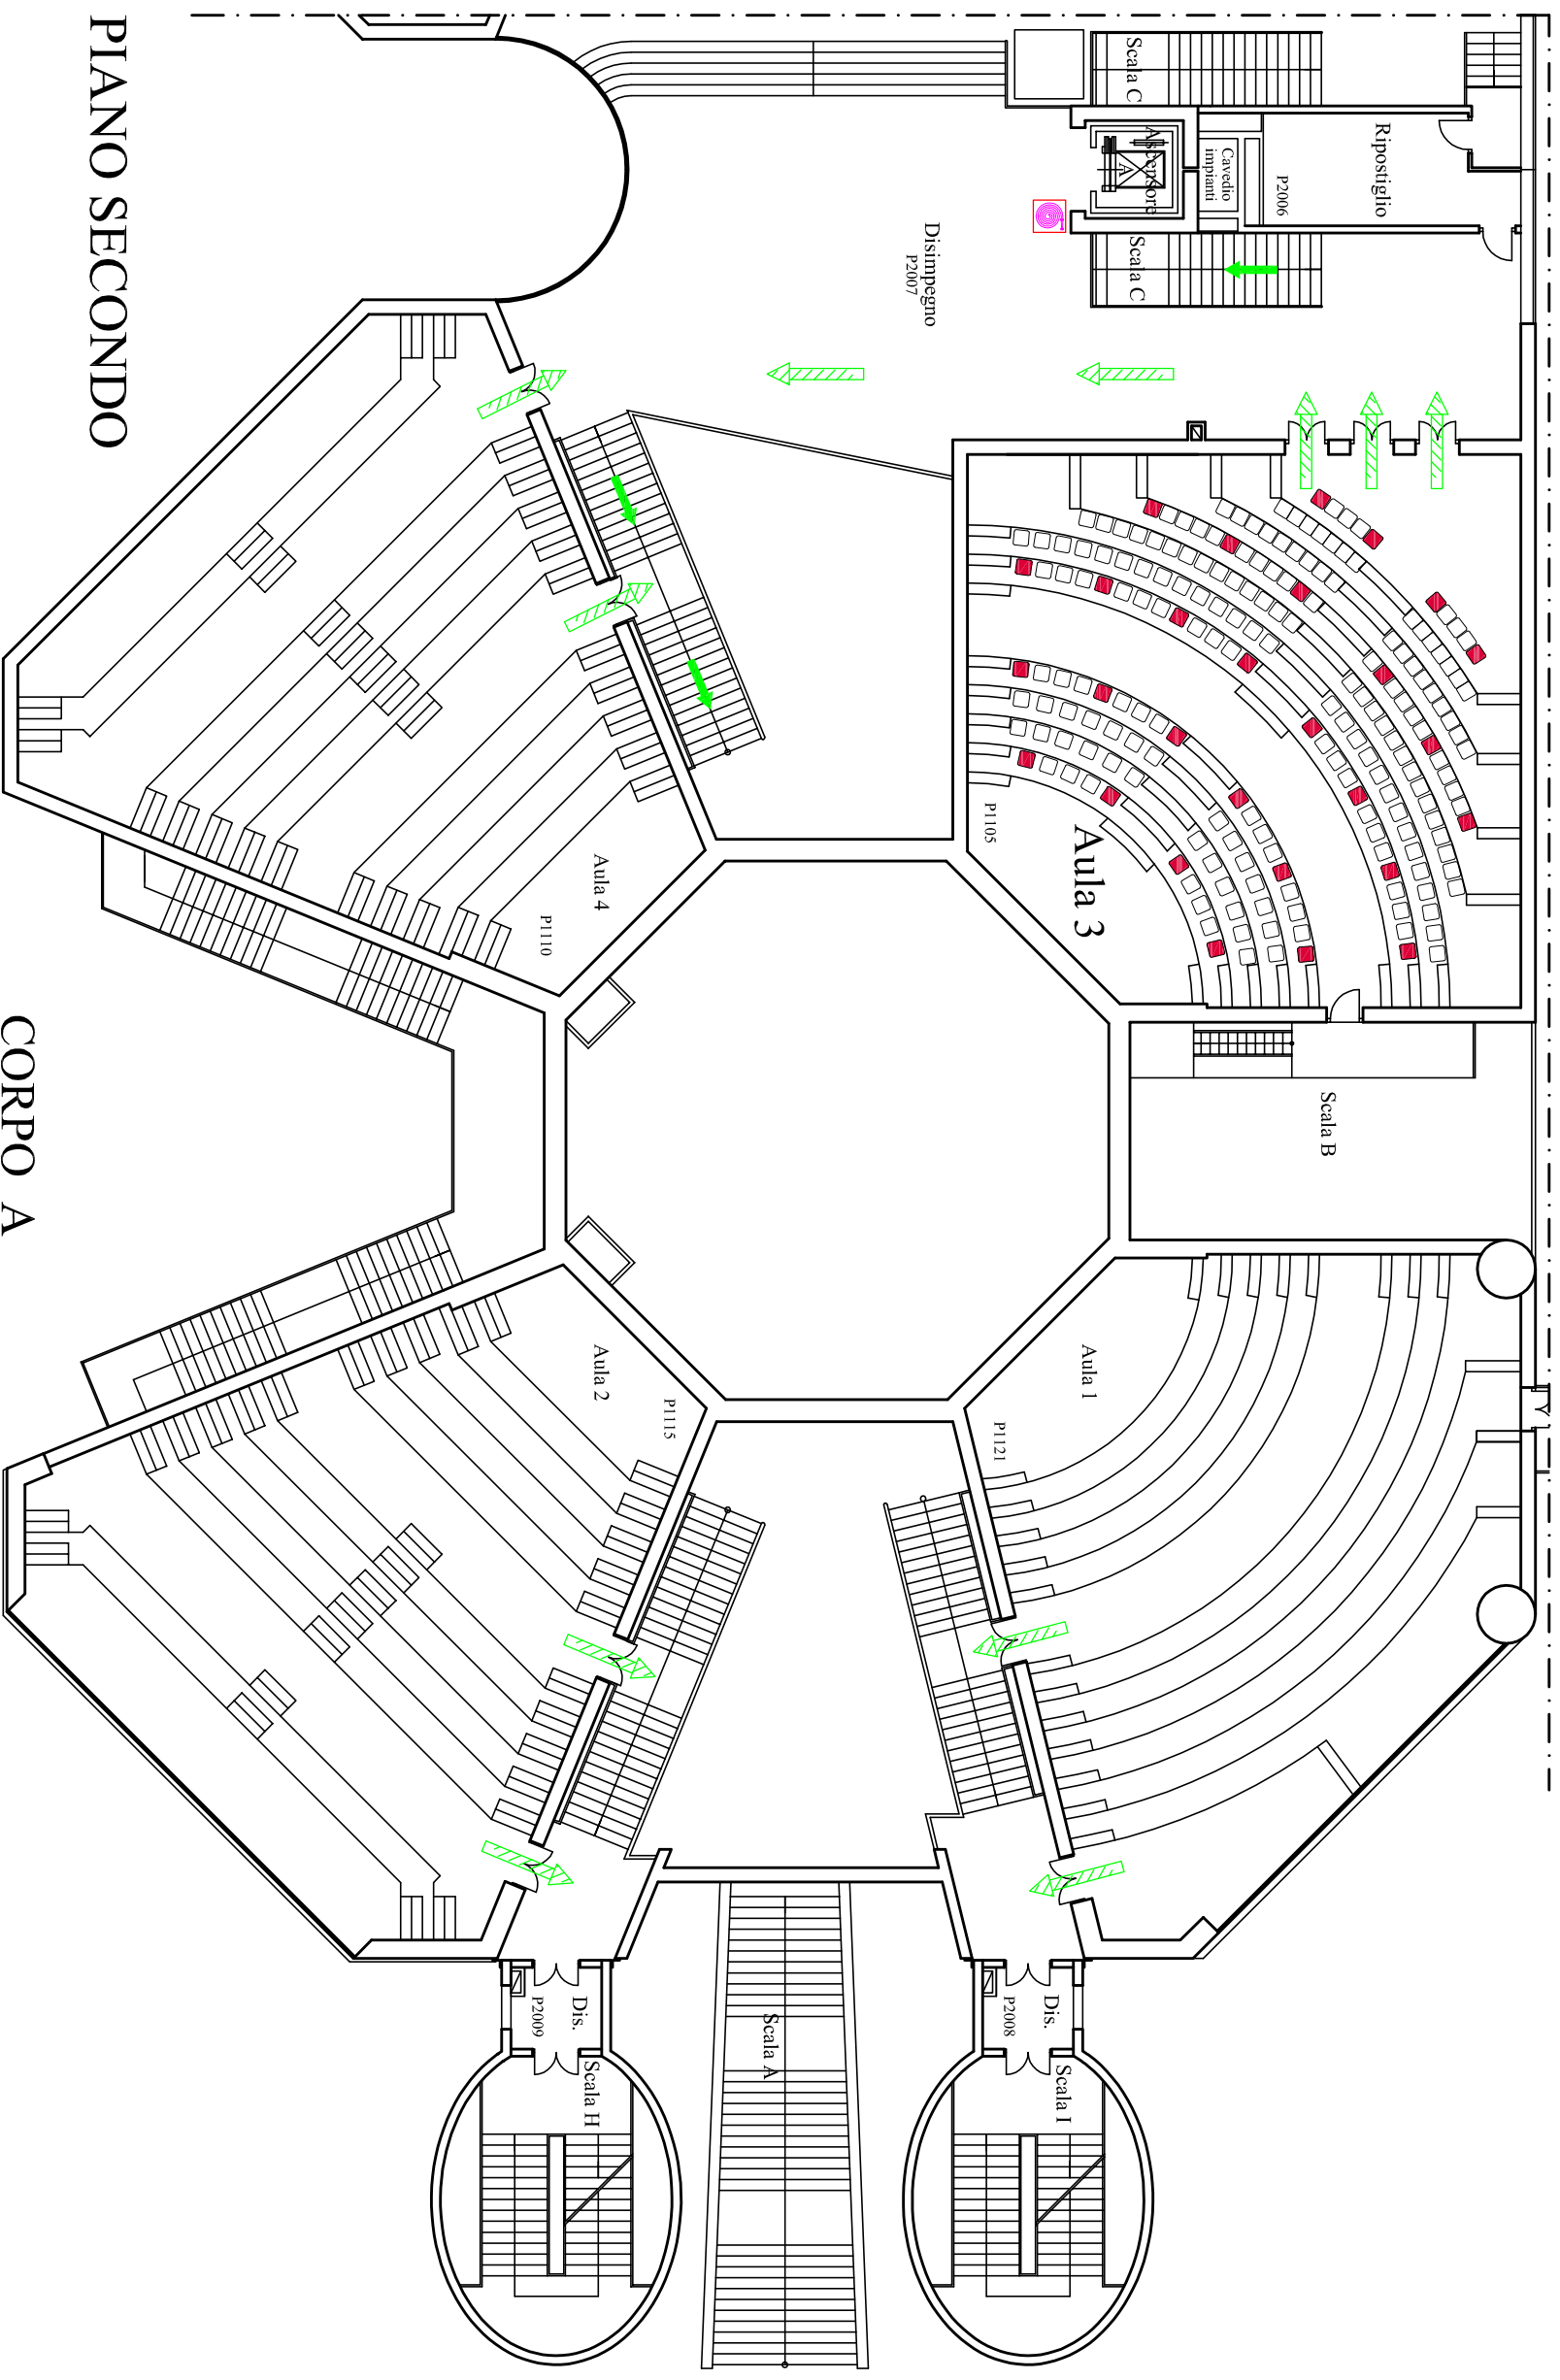 Scala C
Ripostiglio
P2006
Cavedio
impianti
Ascensore
A
Scala C
Disimpegno
P2007
Aula 3
P1105
Aula 4
P1110
Scala B
Aula 1
P1121
Aula 2
P1115
Dis.
P2008
Scala I
Scala A
Dis.
P2009
Scala H
PIANO SECONDO
CORPO A